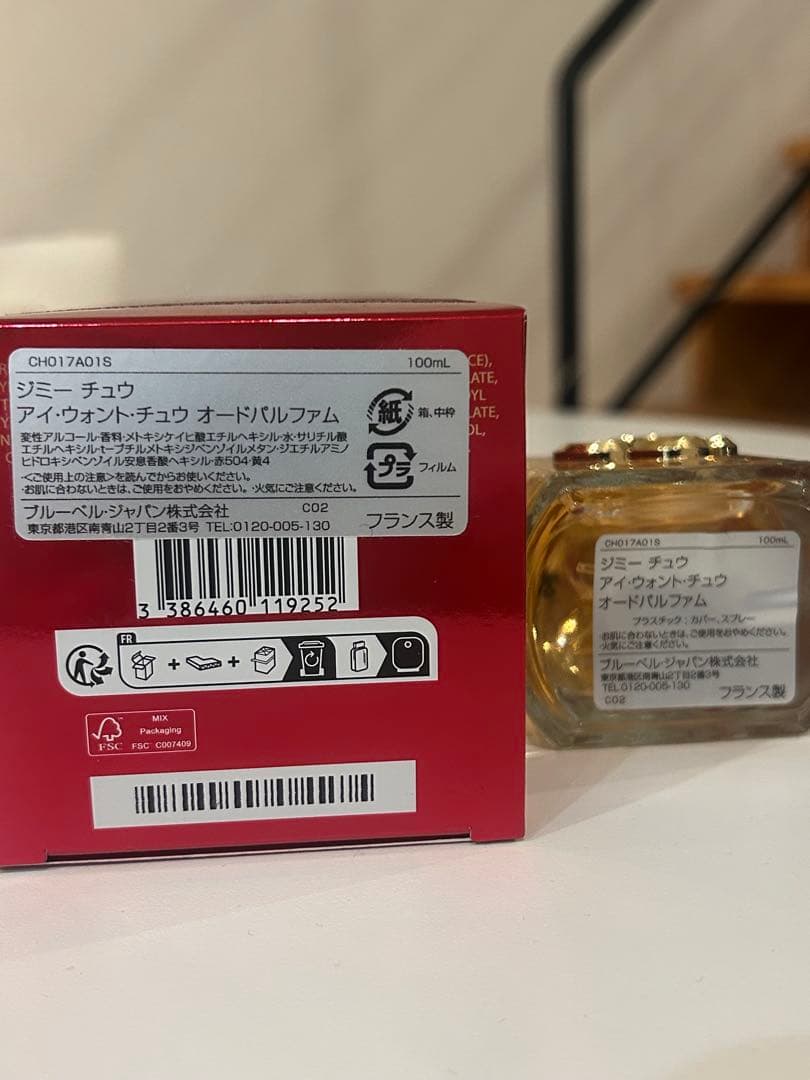 CH017A01S 100mL
ジミー チュウ
アイ・ウォント・チュウ オードパルファム
変性アルコール・香料・メトキシケイヒ酸エチルヘキシル・水・サリチル酸
エチルヘキシル・t-ブチルメトキシジベンゾイルメタン・ジエチルアミノ
ヒドロキシベンゾイル安息香酸ヘキシル・赤504・黄4
<ご使用上の注意>を読んでからお使いください。
・お肌に合わないときは、ご使用をおやめください。・火気にご注意ください。
紙 箱、中枠
プラ フィルム
ブルーベル・ジャパン株式会社 C02
東京都港区南青山2丁目2番3号 TEL:0120-005-130 フランス製
CE),
ATE,
OYL
LATE,
OL,
3 386460 119252
FR
MIX
Packaging
FSC FSC™ C007409
CH017A01S 100mL
ジミー チュウ
アイ・ウォント・チュウ
オードパルファム
プラスチック:カバー、スプレー
・お肌に合わないときは、ご使用をおやめください。
・火気にご注意ください。
ブルーベル・ジャパン株式会社
東京都港区南青山2丁目2番3号
TEL 0120-005-130
C02 フランス製